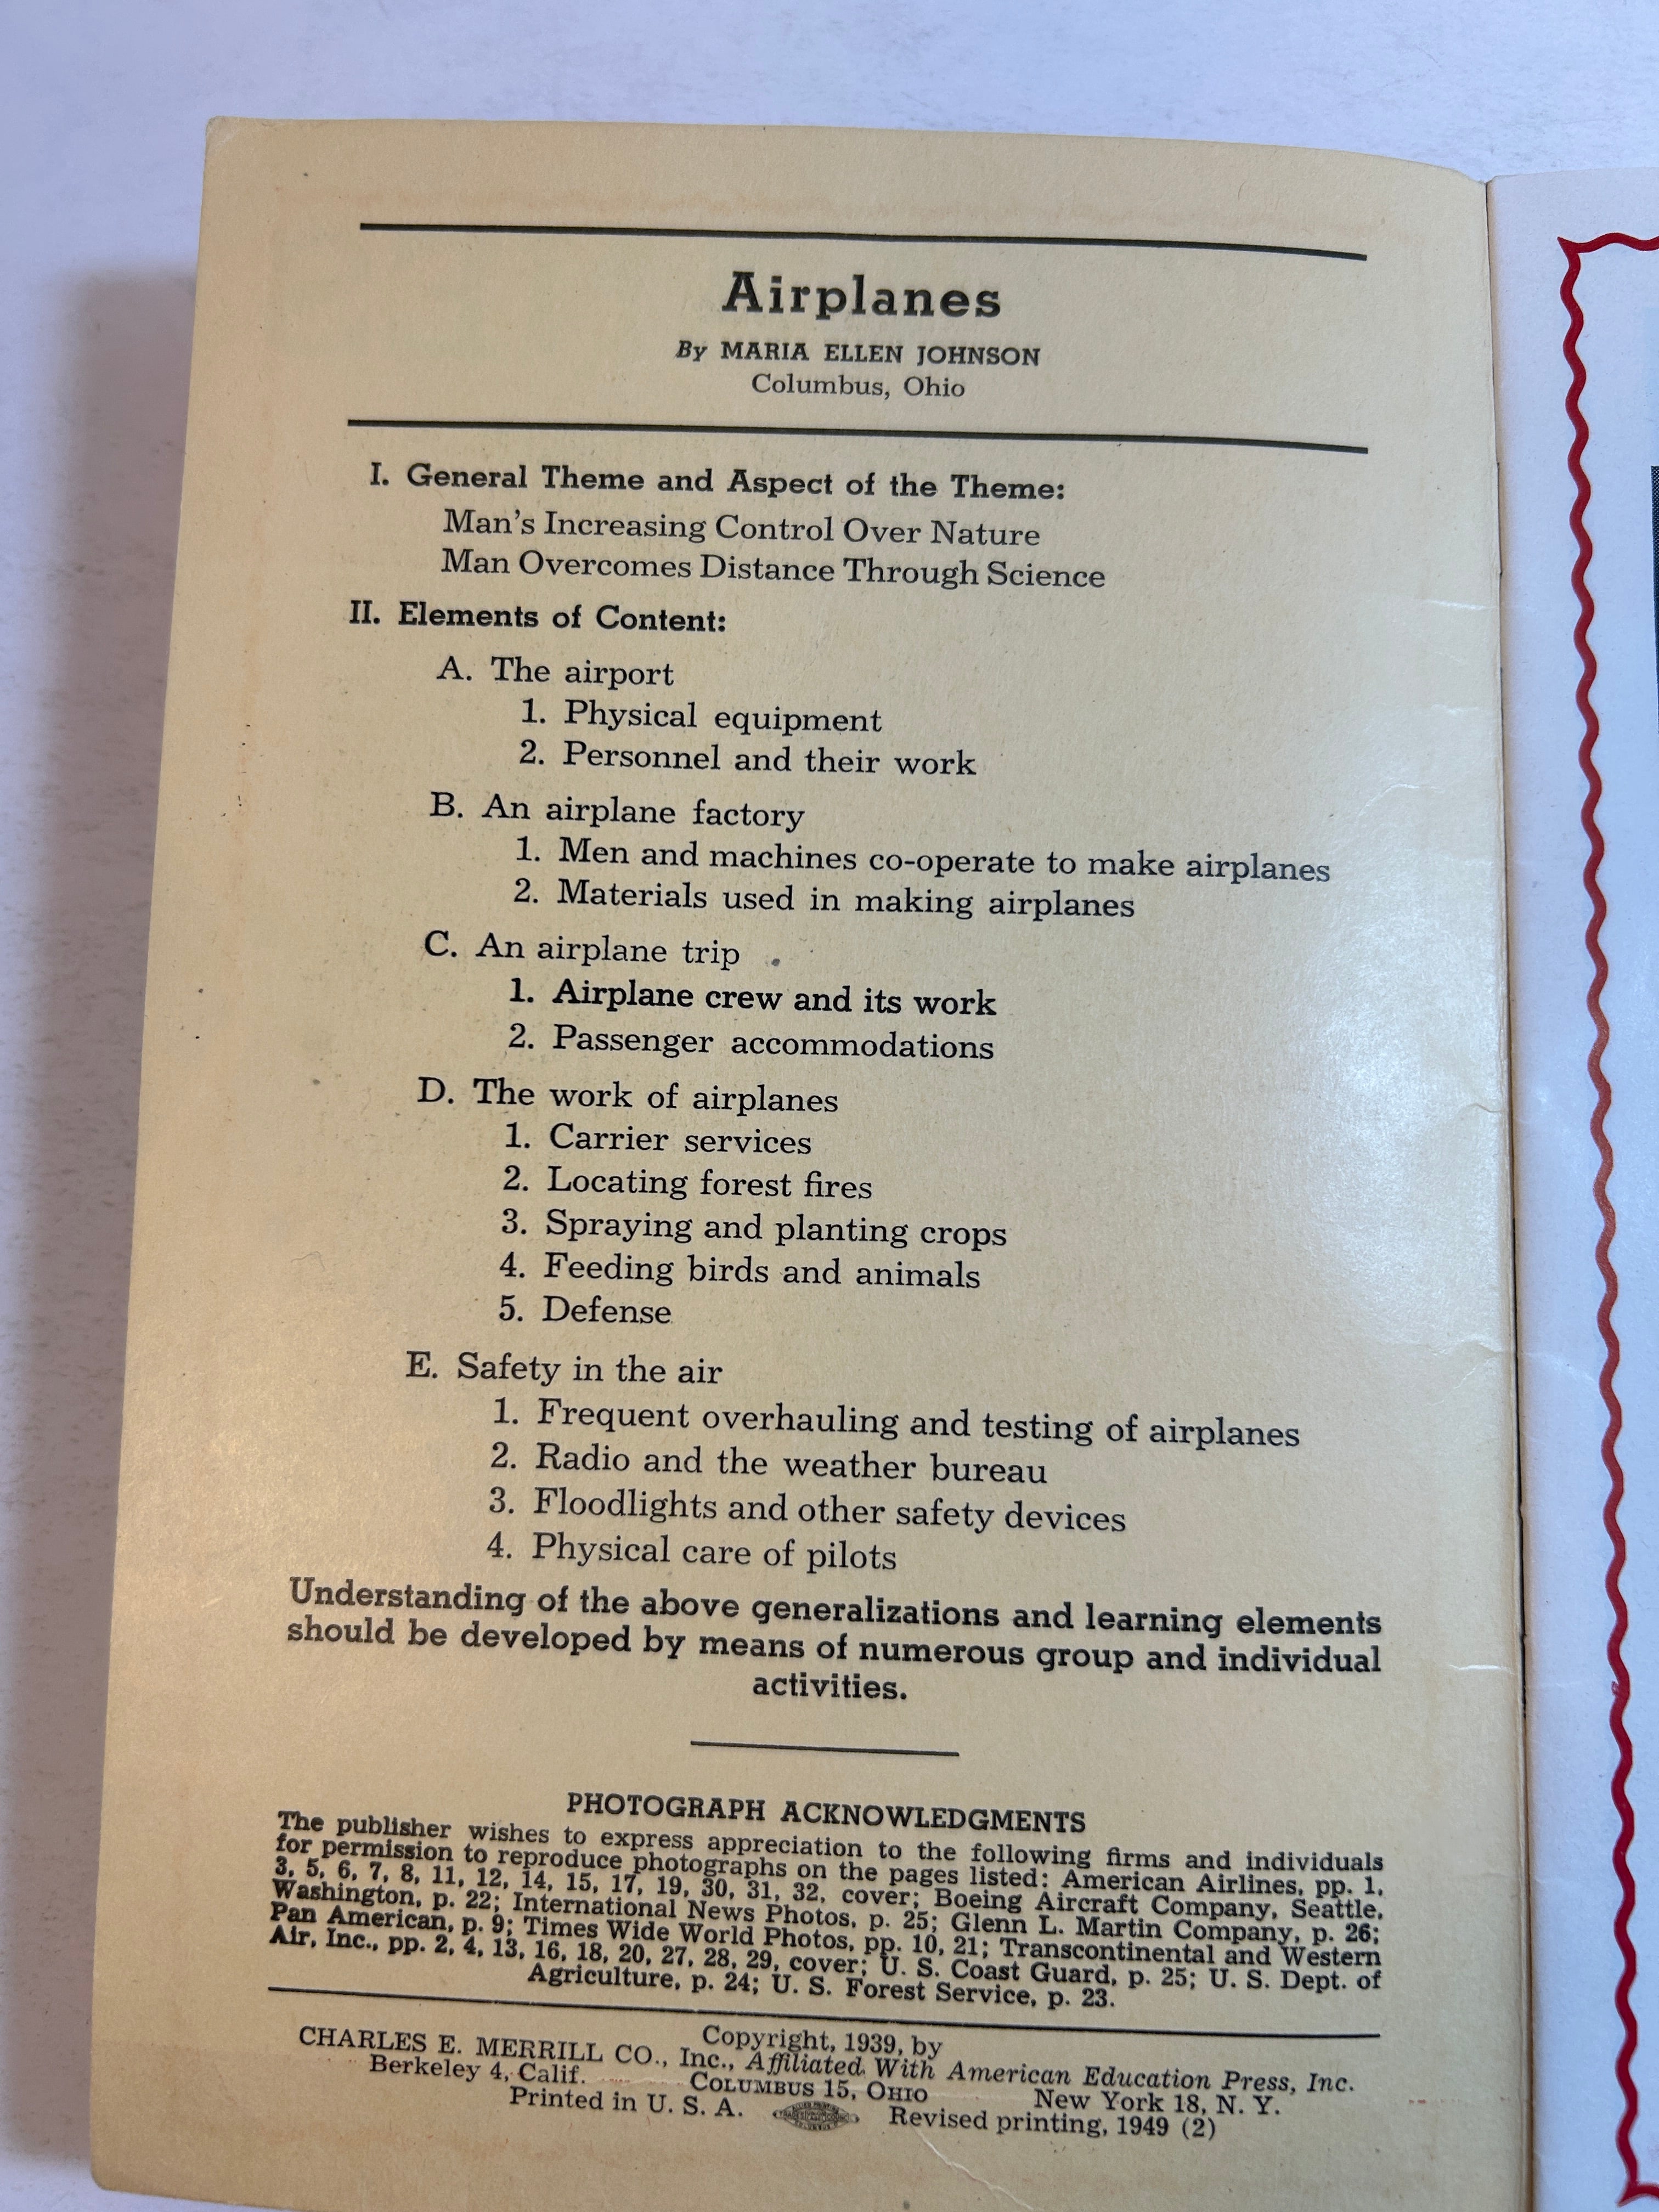 Airplanes
By MARIA ELLEN JOHNSON
Columbus, Ohio
I. General Theme and Aspect of the Theme:
Man's Increasing Control Over Nature
Man Overcomes Distance Through Science
II. Elements of Content:
A. The airport
1. Physical equipment
2. Personnel and their work
B. An airplane factory
1. Men and machines co-operate to make airplanes
2. Materials used in making airplanes
C. An airplane trip
1. Airplane crew and its work
2. Passenger accommodations
D. The work of airplanes
1. Carrier services
2. Locating forest fires
3. Spraying and planting crops
4. Feeding birds and animals
5. Defense
E. Safety in the air
1. Frequent overhauling and testing of airplanes
2. Radio and the weather bureau
3. Floodlights and other safety devices
4. Physical care of pilots
Understanding of the above generalizations and learning elements
should be developed by means of numerous group and individual
activities.
PHOTOGRAPH ACKNOWLEDGMENTS
The publisher wishes to express appreciation to the following firms and individuals
for permission to reproduce photographs on the pages listed: American Airlines, pp. 1,
3, 5, 6, 7, 8, 11, 12, 14, 15, 17, 19, 30, 31, 32, cover; Boeing Aircraft Company, Seattle,
Washington, p. 22; International News Photos, p. 25; Glenn L. Martin Company, p. 26;
Pan American, p. 9; Times Wide World Photos, pp. 10, 21; Transcontinental and Western
Air, Inc., pp. 2, 4, 13, 16, 18, 20, 27, 28, 29, cover; U. S. Coast Guard, p. 25; U. S. Dept. of
Agriculture, p. 24; U. S. Forest Service, p. 23.
Copyright, 1939, by
CHARLES E. MERRILL CO., Inc., Affiliated With American Education Press, Inc.
Berkeley 4, Calif. COLUMBUS 15, OHIO New York 18, N. Y.
Printed in U. S. A. Revised printing, 1949 (2)